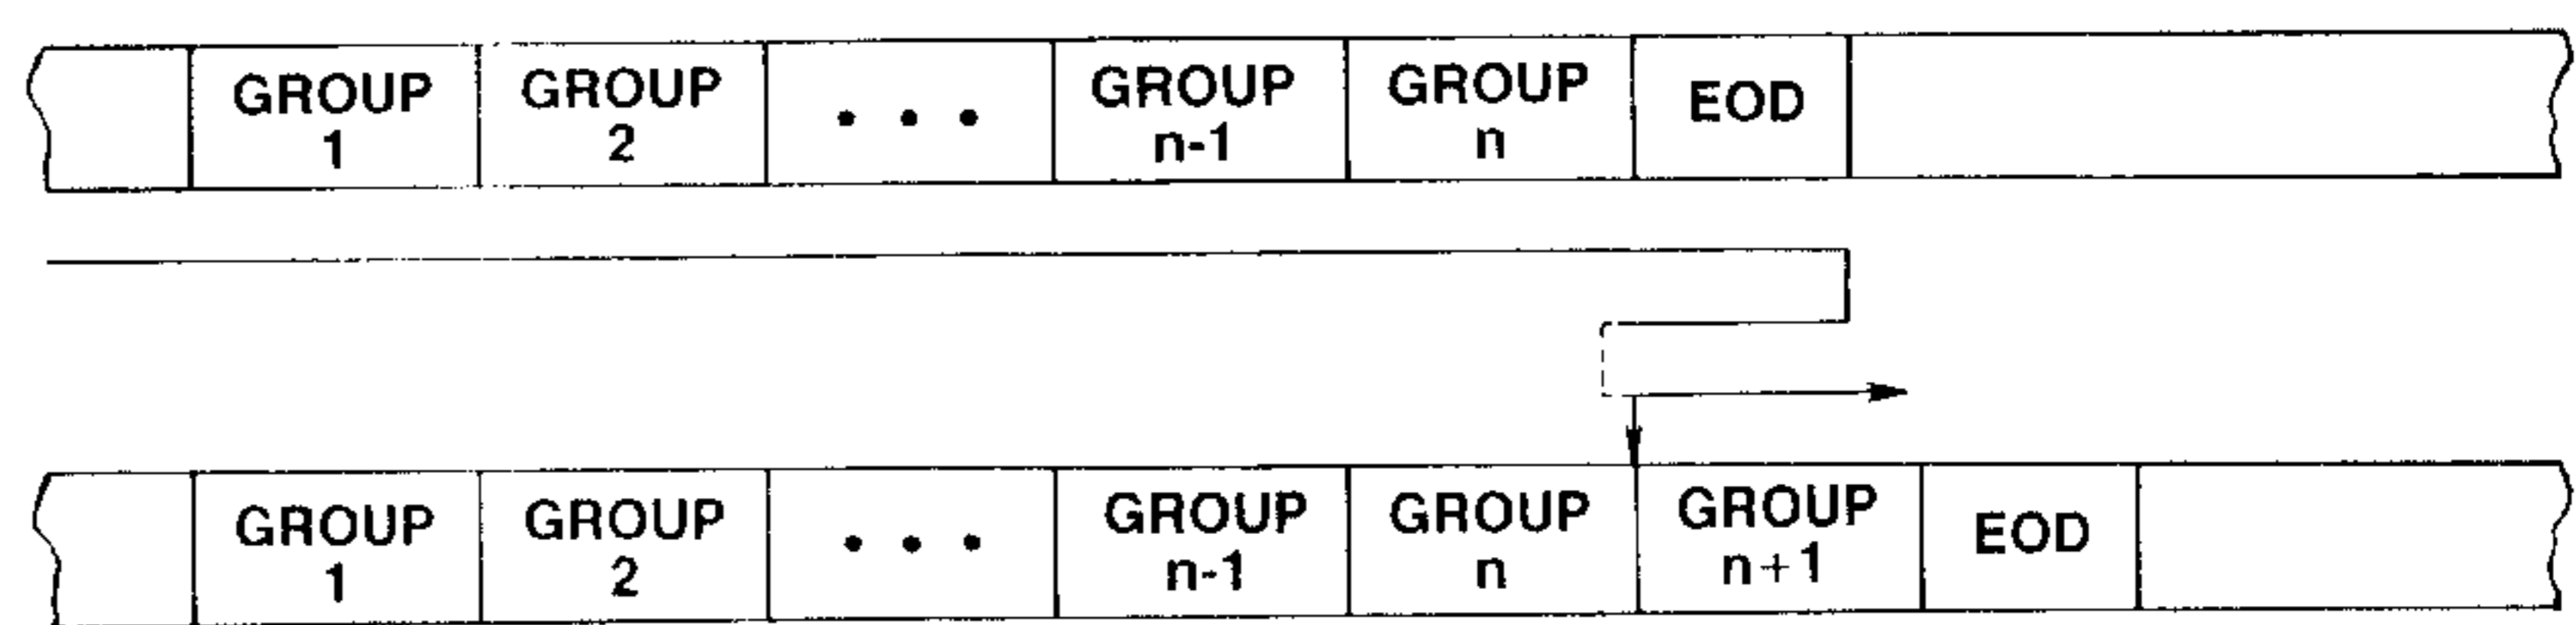 GROUP
1
GROUP
2
• • •
GROUP
n-1
GROUP
n
EOD
GROUP
1
GROUP
2
• • •
GROUP
n-1
GROUP
n
GROUP
n+1
EOD